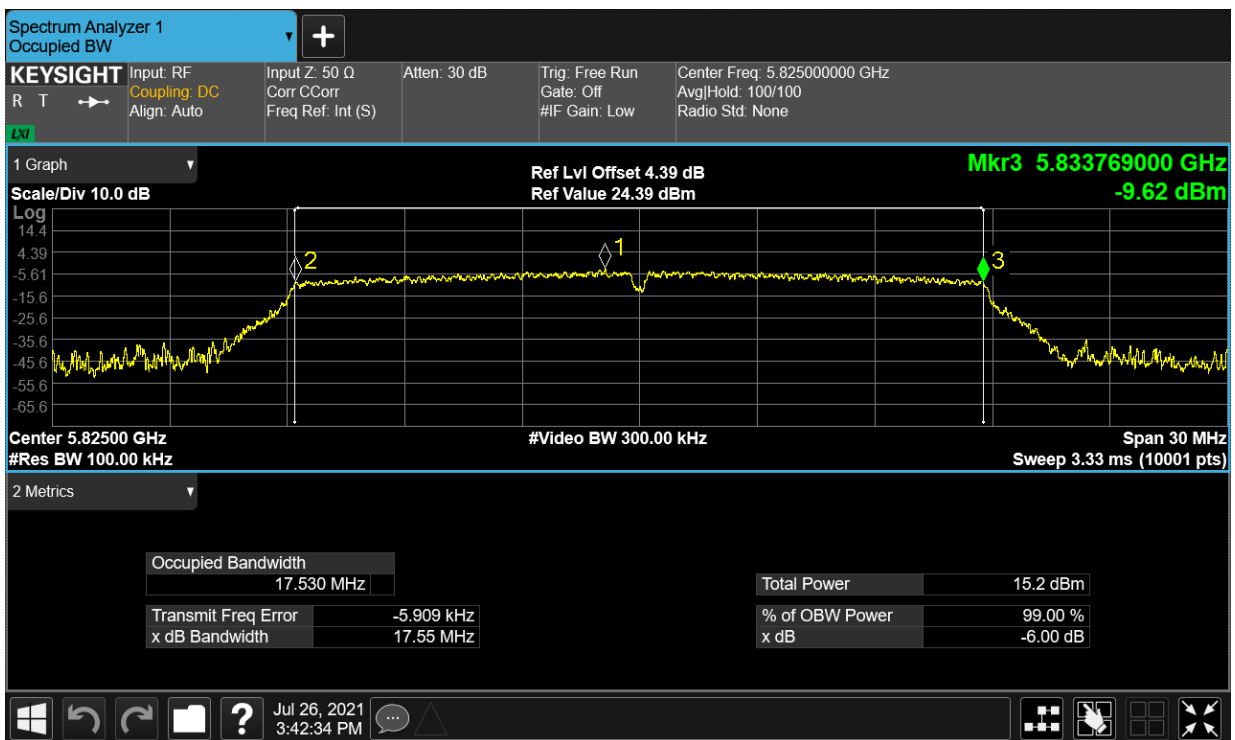 Spectrum Analyzer 1
Occupied BW
+
KEYSIGHT
R T
LXI
Input: RF
Coupling: DC
Align: Auto
Input Z: 50 Ω
Corr CCorr
Freq Ref: Int (S)
Atten: 30 dB
Trig: Free Run
Gate: Off
#IF Gain: Low
Center Freq: 5.825000000 GHz
Avg|Hold: 100/100
Radio Std: None
1 Graph
Scale/Div 10.0 dB
Ref Lvl Offset 4.39 dB
Ref Value 24.39 dBm
Mkr3 5.833769000 GHz
-9.62 dBm
Log
14.4
4.39
-5.61
-15.6
-25.6
-35.6
-45.6
-55.6
-65.6
2
1
3
Center 5.82500 GHz
#Res BW 100.00 kHz
#Video BW 300.00 kHz
Span 30 MHz
Sweep 3.33 ms (10001 pts)
2 Metrics
Occupied Bandwidth
17.530 MHz
Transmit Freq Error -5.909 kHz
x dB Bandwidth 17.55 MHz
Total Power 15.2 dBm
% of OBW Power 99.00 %
x dB -6.00 dB
?
Jul 26, 2021
3:42:34 PM